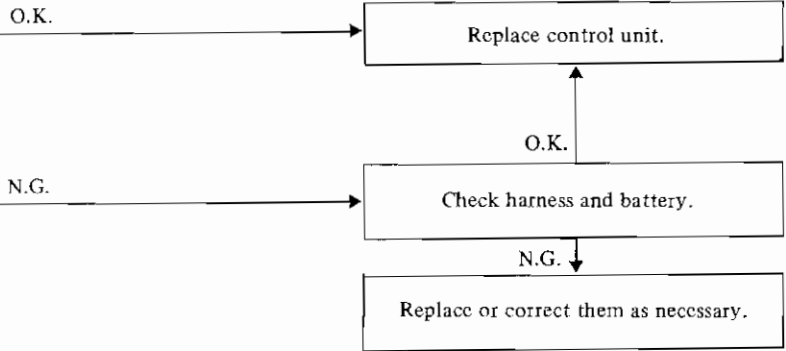 O.K.
Replace control unit.
O.K.
N.G.
Check harness and battery.
N.G.
Replace or correct them as necessary.